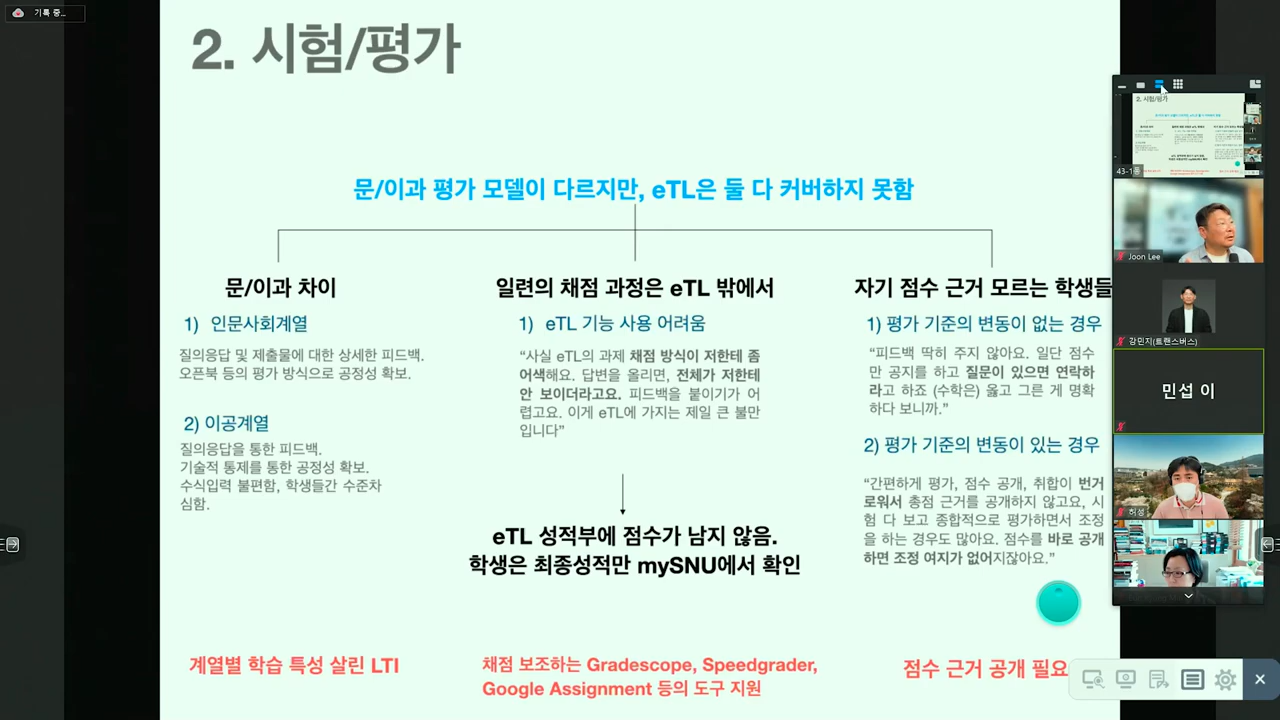 기록 중...
2. 시험/평가
문/이과 평가 모델이 다르지만, eTL은 둘 다 커버하지 못함
문/이과 차이
1) 인문사회계열
질의응답 및 제출물에 대한 상세한 피드백.
오픈북 등의 평가 방식으로 공정성 확보.
2) 이공계열
질의응답을 통한 피드백.
기술적 통제를 통한 공정성 확보.
수식입력 불편함, 학생들간 수준차
심함.
계열별 학습 특성 살린 LTI
일련의 채점 과정은 eTL 밖에서
1) eTL 기능 사용 어려움
“사실 eTL의 과제 채점 방식이 저한테 좀
어색해요. 답변을 올리면, 전체가 저한테
안 보이더라고요. 피드백을 붙이기가 어
렵고요. 이게 eTL에 가지는 제일 큰 불만
입니다”
eTL 성적부에 점수가 남지 않음.
학생은 최종성적만 mySNU에서 확인
채점 보조하는 Gradescope, Speedgrader,
Google Assignment 등의 도구 지원
자기 점수 근거 모르는 학생들
1) 평가 기준의 변동이 없는 경우
“피드백 딱히 주지 않아요. 일단 점수
만 공지를 하고 질문이 있으면 연락하
라고 하죠 (수학은) 옳고 그른 게 명확
하다 보니까.”
2) 평가 기준의 변동이 있는 경우
“간편하게 평가, 점수 공개, 취합이 번거
로워서 총점 근거를 공개하지 않고요, 시
험 다 보고 종합적으로 평가하면서 조정
을 하는 경우도 많아요. 점수를 바로 공개
하면 조정 여지가 없어지잖아요.”
점수 근거 공개 필요
2. 시험/평가
43-1동
Joon Lee
강민지(트랜스버스)
민섭 이
허성